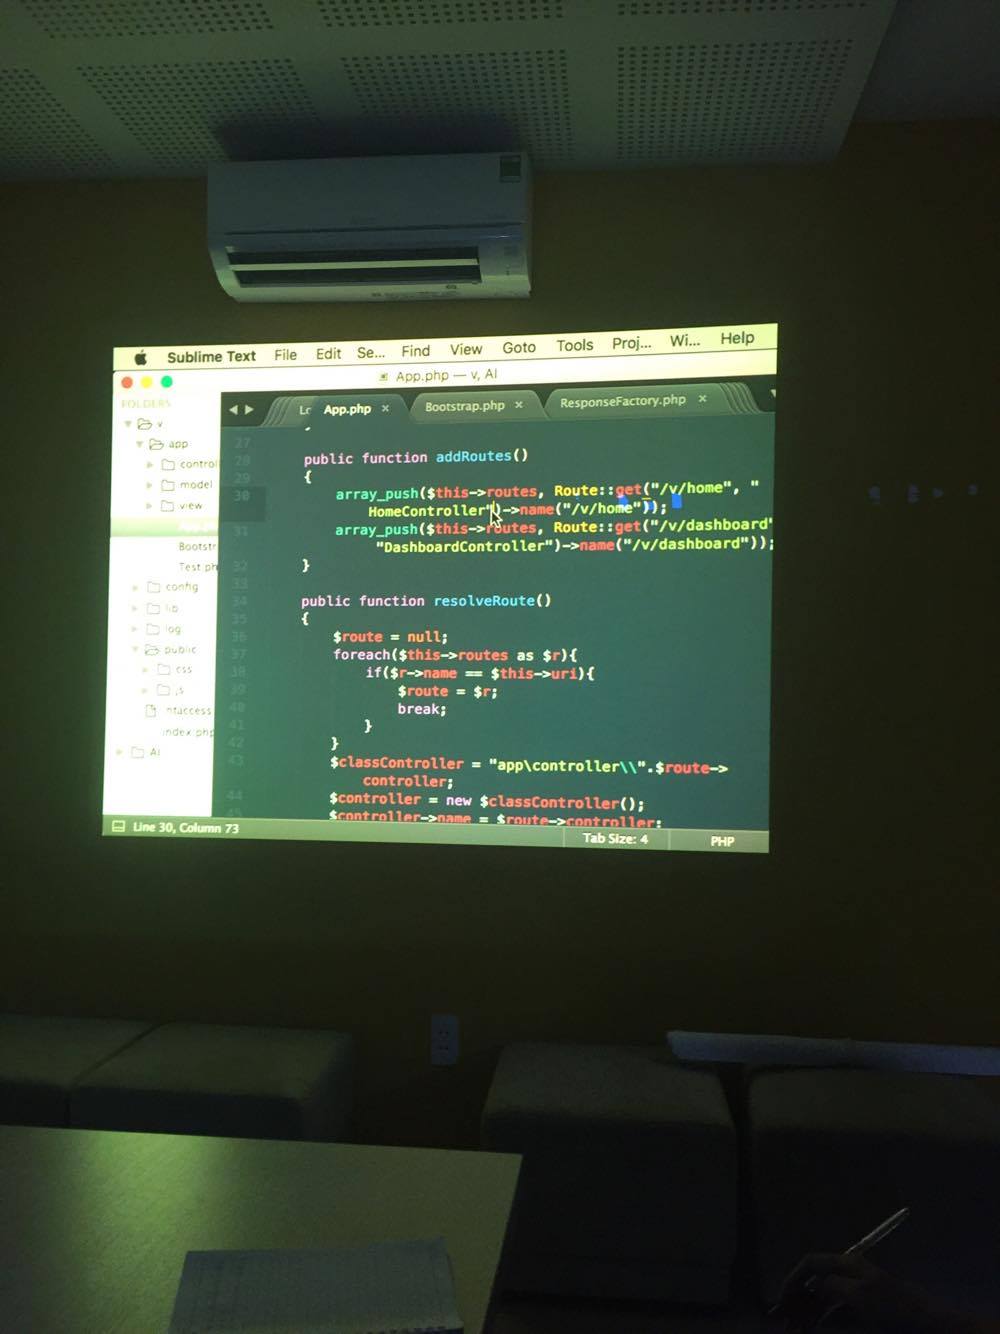 Sublime Text File Edit Se... Find View Goto Tools Proj... Wi... Help
App.php — v, AI
FOLDERS
v
app
control
model
view
Bootstr
Test.ph
config
lib
log
public
css
js
htaccess
index.php
AI
App.php × Bootstrap.php × ResponseFactory.php ×
27 }
28 public function addRoutes()
29 {
30 array_push($this->routes, Route::get("/v/home", "
HomeController")->name("/v/home"));
31 array_push($this->routes, Route::get("/v/dashboard"
"DashboardController")->name("/v/dashboard"));
32 }
33
34 public function resolveRoute()
35 {
36 $route = null;
37 foreach($this->routes as $r){
38 if($r->name == $this->uri){
39 $route = $r;
40 break;
41 }
42 }
43 $classController = "app\controller\\".$route->
controller;
44 $controller = new $classController();
45 $controller->name = $route->controller;
Line 30, Column 73 Tab Size: 4 PHP